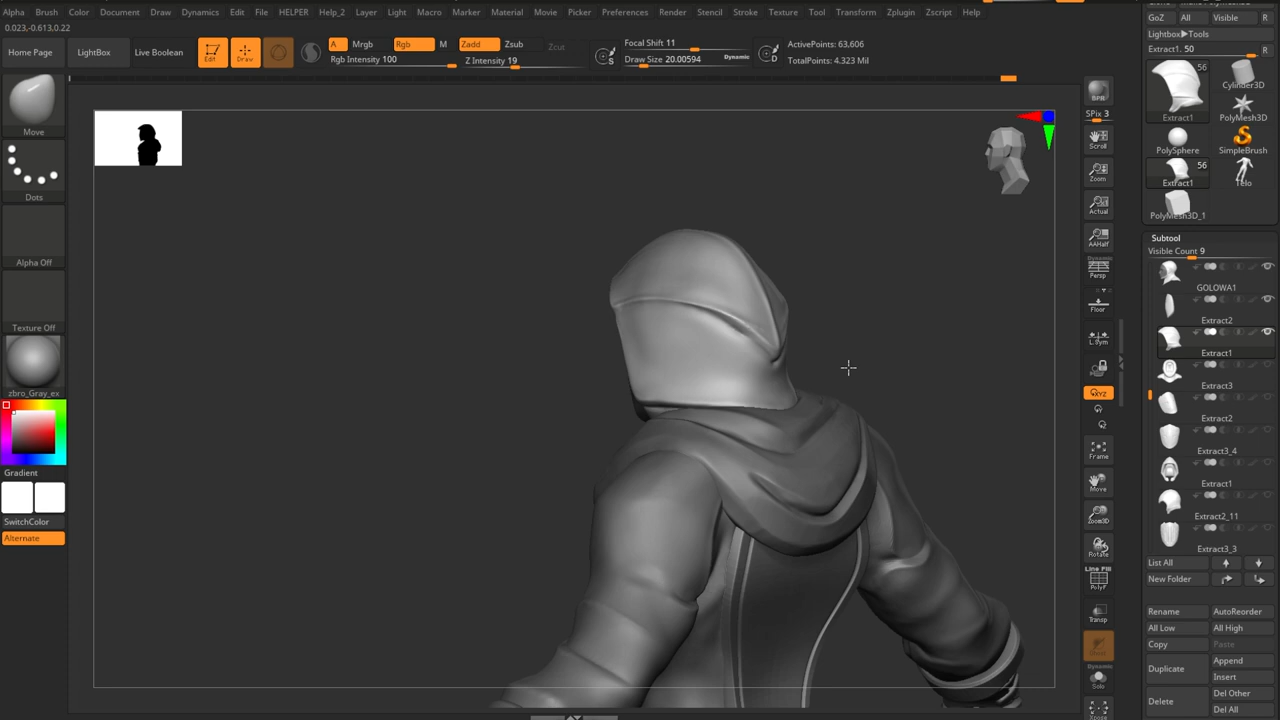 Alpha Brush Color Document Draw Dynamics Edit File HELPER Help_2 Layer Light Macro Marker Material Movie Picker Preferences Render Stencil Stroke Texture Tool Transform Zplugin Zscript Help
0.023,-0.613,0.22
Home Page LightBox Live Boolean Edit Draw
A Mrgb Rgb M Zadd Zsub Zcut
Rgb Intensity 100 Z Intensity 19
Focal Shift 11
Draw Size 20.00594 Dynamic
ActivePoints: 63,606
TotalPoints: 4.323 Mil
S
D
Move
Dots
Alpha Off
Texture Off
zbro_Gray_ex
Gradient
SwitchColor
Alternate
BPR
SPix 3
Scroll
Zoom
Actual
AAHalf
Dynamic
Persp
Floor
L.Sym
XYZ
Frame
Move
Zoom3D
Rotate
Line Fill
PolyF
Transp
Dynamic
Solo
Xpose
GoZ All Visible R
Lightbox▶Tools
Extract1. 50 R
56
Extract1
Cylinder3D
PolyMesh3D
PolySphere
SimpleBrush
56
Extract1
Telo
PolyMesh3D_1
Subtool
Visible Count 9
GOLOWA1
Extract2
Extract1
Extract3
Extract2
Extract3_4
Extract1
Extract2_11
Extract3_3
List All
New Folder
Rename AutoReorder
All Low All High
Copy Paste
Duplicate Append
Insert
Delete Del Other
Del All